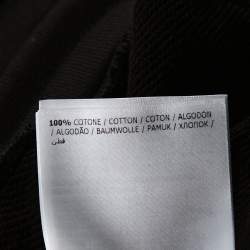 100% COTONE / COTTON / COTON / ALGODÓN
/ ALGODÃO / BAUMWOLLE / PAMUK / ХЛОПОК /
قطن